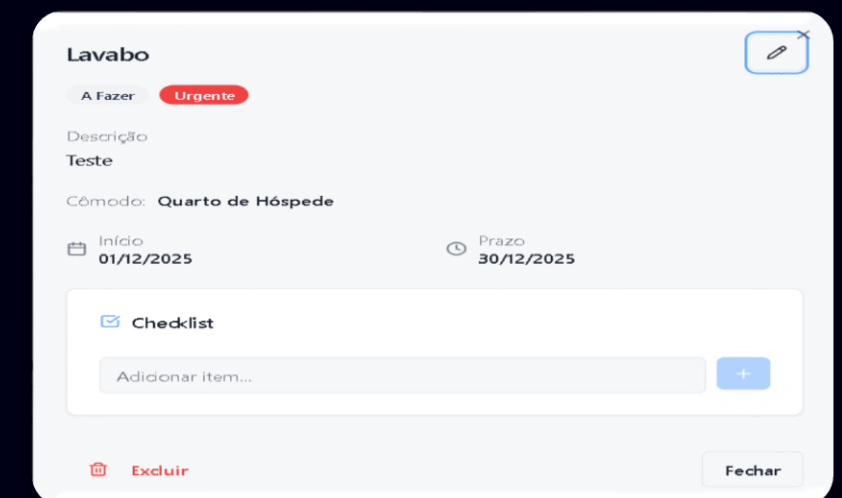 Lavabo
A Fazer Urgente
Descrição
Teste
Cômodo: Quarto de Hóspede
Início
01/12/2025
Prazo
30/12/2025
Checklist
Adicionar item...
Excluir
Fechar